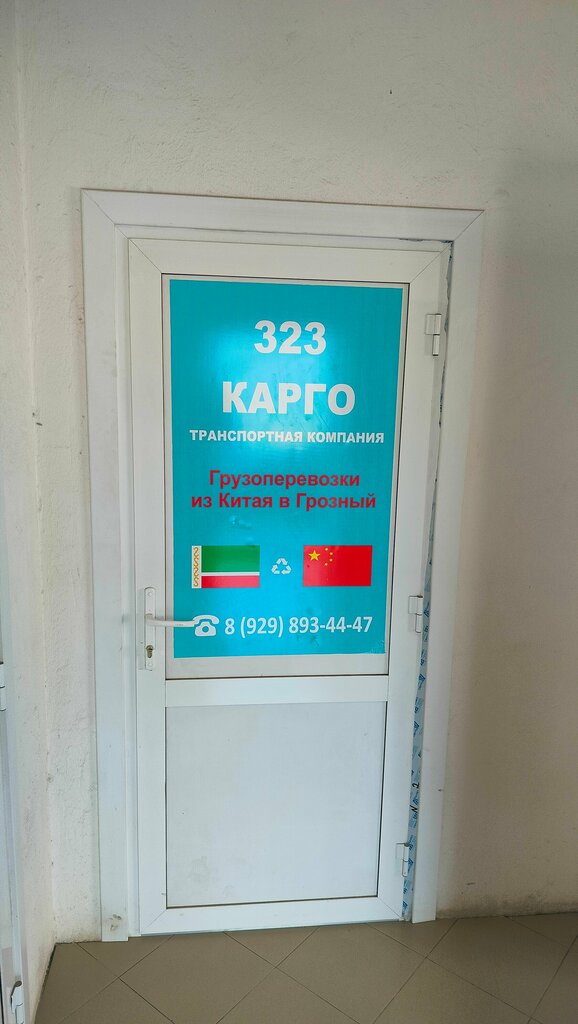 323
КАРГО
ТРАНСПОРТНАЯ КОМПАНИЯ
Грузоперевозки
из Китая в Грозный
8 (929) 893-44-47